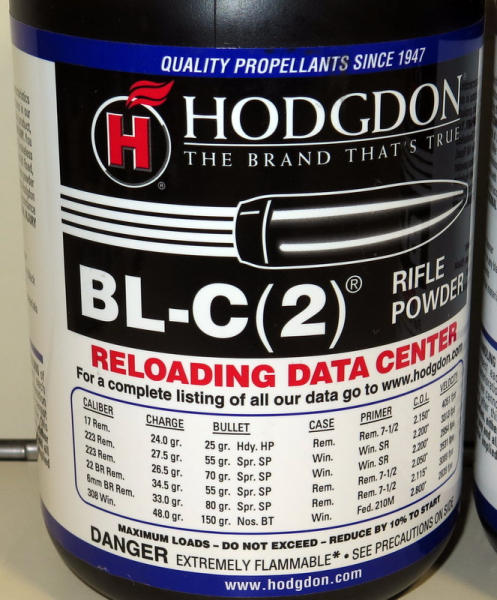 QUALITY PROPELLANTS SINCE 1947
H
HODGDON
®
THE BRAND THAT'S TRUE
BL-C(2)®
RIFLE
POWDER
RELOADING DATA CENTER
For a complete listing of all our data go to www.hodgdon.com
CALIBER CHARGE BULLET CASE PRIMER C.O.L. VELOCITY
17 Rem. 24.0 gr. 25 gr. Hdy. HP Rem. Rem. 7-1/2 2.150"
223 Rem. 27.5 gr. 55 gr. Spr. SP Win. Win. SR 2.200"
223 Rem. 26.5 gr. 70 gr. Spr. SP Win. Win. SR 2.200"
22 BR Rem. 34.5 gr. 55 gr. Spr. SP Rem. Rem. 7-1/2 2.050"
6mm BR Rem. 33.0 gr. 80 gr. Spr. SP Rem. Rem. 7-1/2 2.115"
308 Win. 48.0 gr. 150 gr. Nos. BT Win. Fed. 210M 2.800"
MAXIMUM LOADS – DO NOT EXCEED – REDUCE BY 10% TO START
DANGER EXTREMELY FLAMMABLE* • SEE PRECAUTIONS ON SIDE
www.hodgdon.com